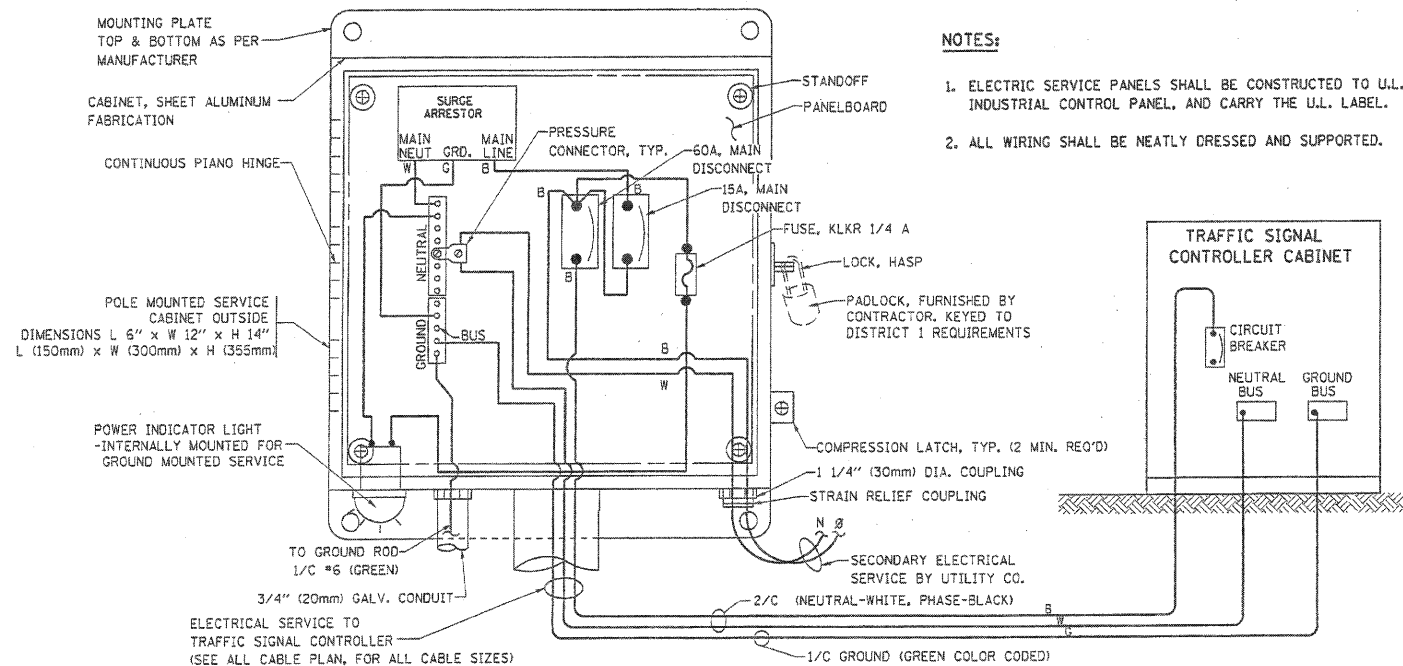 MOUNTING PLATE
TOP & BOTTOM AS PER
MANUFACTURER
CABINET, SHEET ALUMINUM
FABRICATION
CONTINUOUS PIANO HINGE
POLE MOUNTED SERVICE
CABINET OUTSIDE
DIMENSIONS L 6" x W 12" x H 14"
L (150mm) x W (300mm) x H (355mm)
POWER INDICATOR LIGHT
-INTERNALLY MOUNTED FOR
GROUND MOUNTED SERVICE
SURGE
ARRESTOR
MAIN
NEUT
GRD.
MAIN
LINE
W
G
B
PRESSURE
CONNECTOR, TYP.
STANDOFF
PANELBOARD
60A, MAIN
DISCONNECT
15A, MAIN
DISCONNECT
B
B
B
FUSE, KLKR 1/4 A
LOCK, HASP
PADLOCK, FURNISHED BY
CONTRACTOR. KEYED TO
DISTRICT 1 REQUIREMENTS
NEUTRAL
GROUND
BUS
B
W
COMPRESSION LATCH, TYP. (2 MIN. REQ'D)
1 1/4" (30mm) DIA. COUPLING
STRAIN RELIEF COUPLING
N Ø
SECONDARY ELECTRICAL
SERVICE BY UTILITY CO.
TO GROUND ROD
1/C #6 (GREEN)
3/4" (20mm) GALV. CONDUIT
ELECTRICAL SERVICE TO
TRAFFIC SIGNAL CONTROLLER
(SEE ALL CABLE PLAN, FOR ALL CABLE SIZES)
2/C (NEUTRAL-WHITE, PHASE-BLACK)
B
W
G
1/C GROUND (GREEN COLOR CODED)
NOTES:
1. ELECTRIC SERVICE PANELS SHALL BE CONSTRUCTED TO U.L.
INDUSTRIAL CONTROL PANEL, AND CARRY THE U.L. LABEL.
2. ALL WIRING SHALL BE NEATLY DRESSED AND SUPPORTED.
TRAFFIC SIGNAL
CONTROLLER CABINET
CIRCUIT
BREAKER
NEUTRAL
BUS
GROUND
BUS